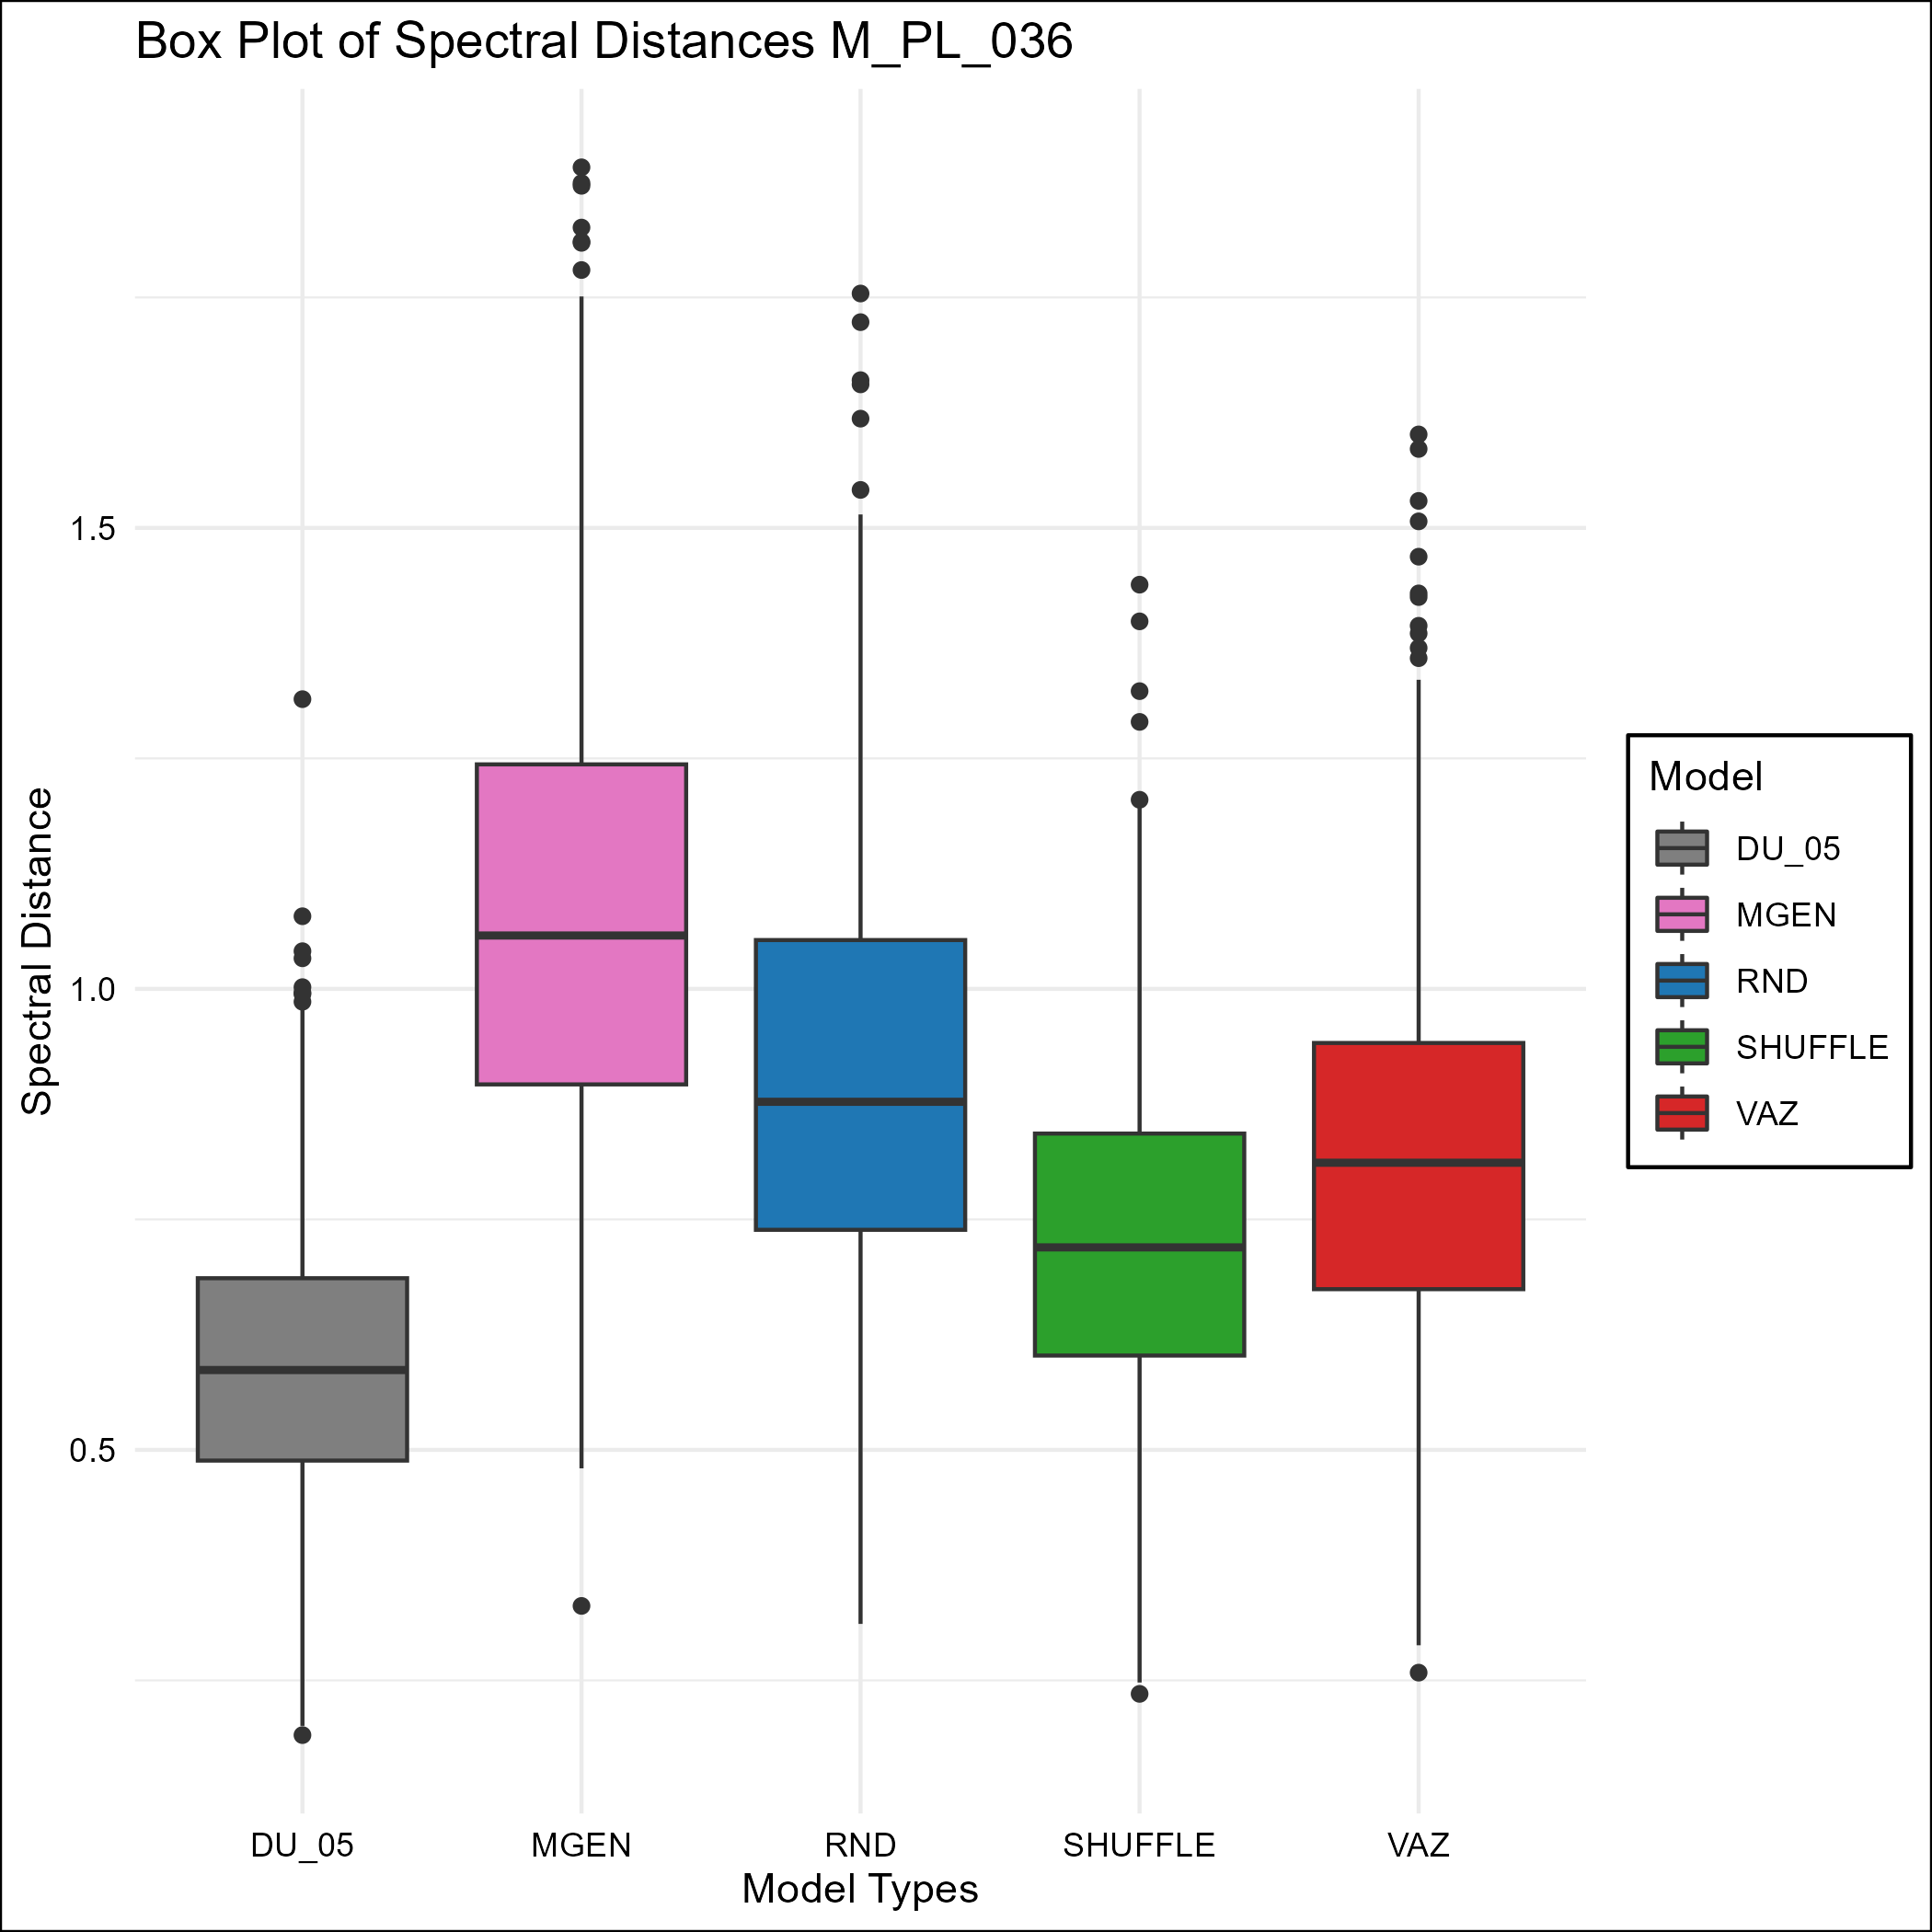 Box Plot of Spectral Distances M_PL_036
Spectral Distance
1.5
1.0
0.5
DU_05
MGEN
RND
SHUFFLE
VAZ
Model Types
Model
DU_05
MGEN
RND
SHUFFLE
VAZ